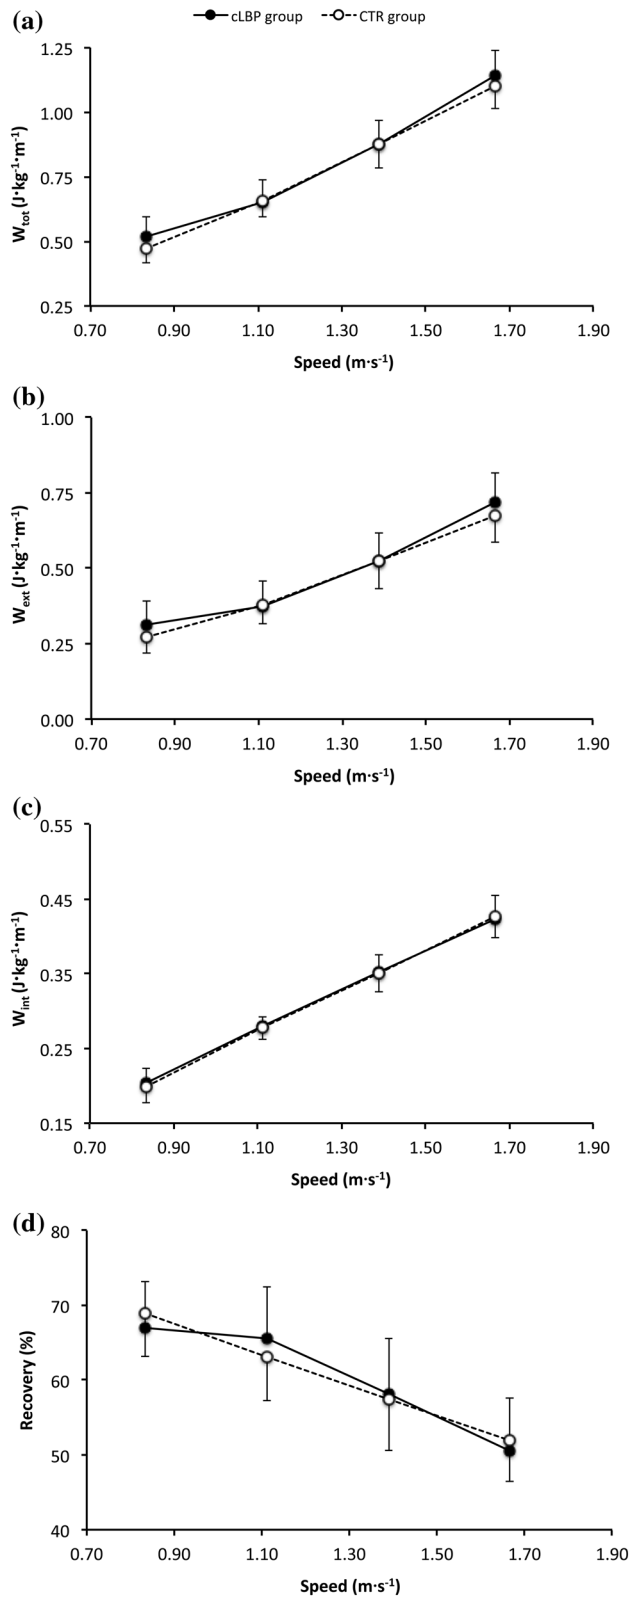 (a)
cLBP group CTR group
1.25
1.00
0.75
0.50
0.25
W_tot (J·kg⁻¹·m⁻¹)
0.70 0.90 1.10 1.30 1.50 1.70 1.90
Speed (m·s⁻¹)
(b)
1.00
0.75
0.50
0.25
0.00
W_ext (J·kg⁻¹·m⁻¹)
0.70 0.90 1.10 1.30 1.50 1.70 1.90
Speed (m·s⁻¹)
(c)
0.55
0.45
0.35
0.25
0.15
W_int (J·kg⁻¹·m⁻¹)
0.70 0.90 1.10 1.30 1.50 1.70 1.90
Speed (m·s⁻¹)
(d)
80
70
60
50
40
Recovery (%)
0.70 0.90 1.10 1.30 1.50 1.70 1.90
Speed (m·s⁻¹)